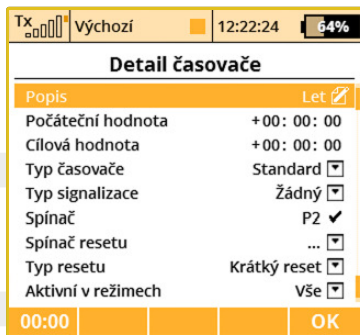 Tx Výchozí 12:22:24 64%
Detail časovače
Popis Let
Počáteční hodnota +00: 00: 00
Cílová hodnota +00: 00: 00
Typ časovače Standard
Typ signalizace Žádný
Spínač P2
Spínač resetu ...
Typ resetu Krátký reset
Aktivní v režimech Vše
00:00 OK